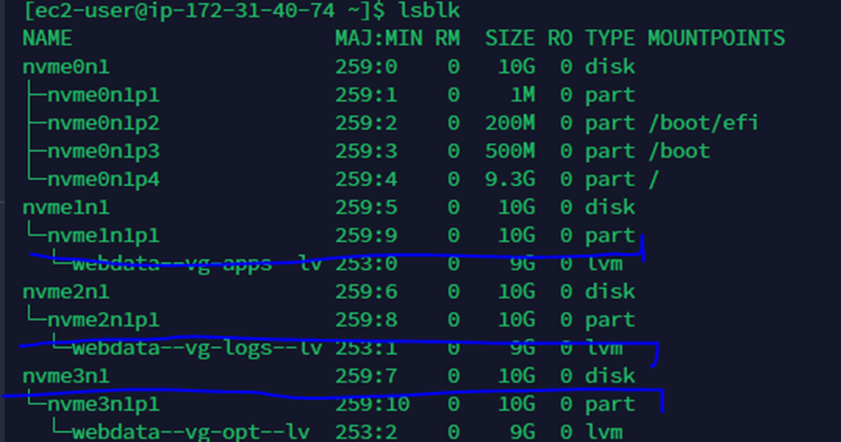 [ec2-user@ip-172-31-40-74 ~]$ lsblk
NAME MAJ:MIN RM SIZE RO TYPE MOUNTPOINTS
nvme0n1 259:0 0 10G 0 disk
├─nvme0n1p1 259:1 0 1M 0 part
├─nvme0n1p2 259:2 0 200M 0 part /boot/efi
├─nvme0n1p3 259:3 0 500M 0 part /boot
└─nvme0n1p4 259:4 0 9.3G 0 part /
nvme1n1 259:5 0 10G 0 disk
└─nvme1n1p1 259:9 0 10G 0 part
└─webdata--vg-apps--lv 253:0 0 9G 0 lvm
nvme2n1 259:6 0 10G 0 disk
└─nvme2n1p1 259:8 0 10G 0 part
└─webdata--vg-logs--lv 253:1 0 9G 0 lvm
nvme3n1 259:7 0 10G 0 disk
└─nvme3n1p1 259:10 0 10G 0 part
└─webdata--vg-opt--lv 253:2 0 9G 0 lvm